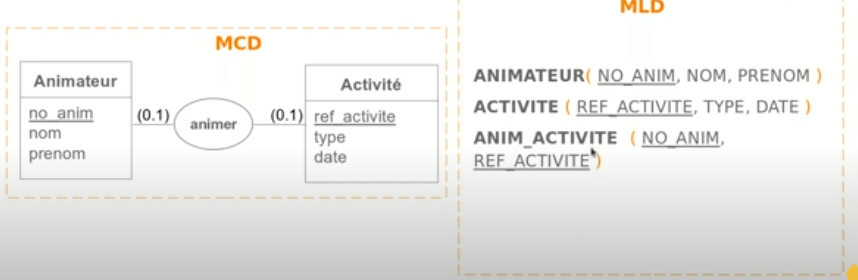 MCD
Animateur
no_anim
nom
prenom
(0.1)
animer
(0.1)
Activité
ref_activite
type
date
MLD
ANIMATEUR( NO_ANIM, NOM, PRENOM )
ACTIVITE ( REF_ACTIVITE, TYPE, DATE )
ANIM_ACTIVITE ( NO_ANIM,
REF_ACTIVITE )